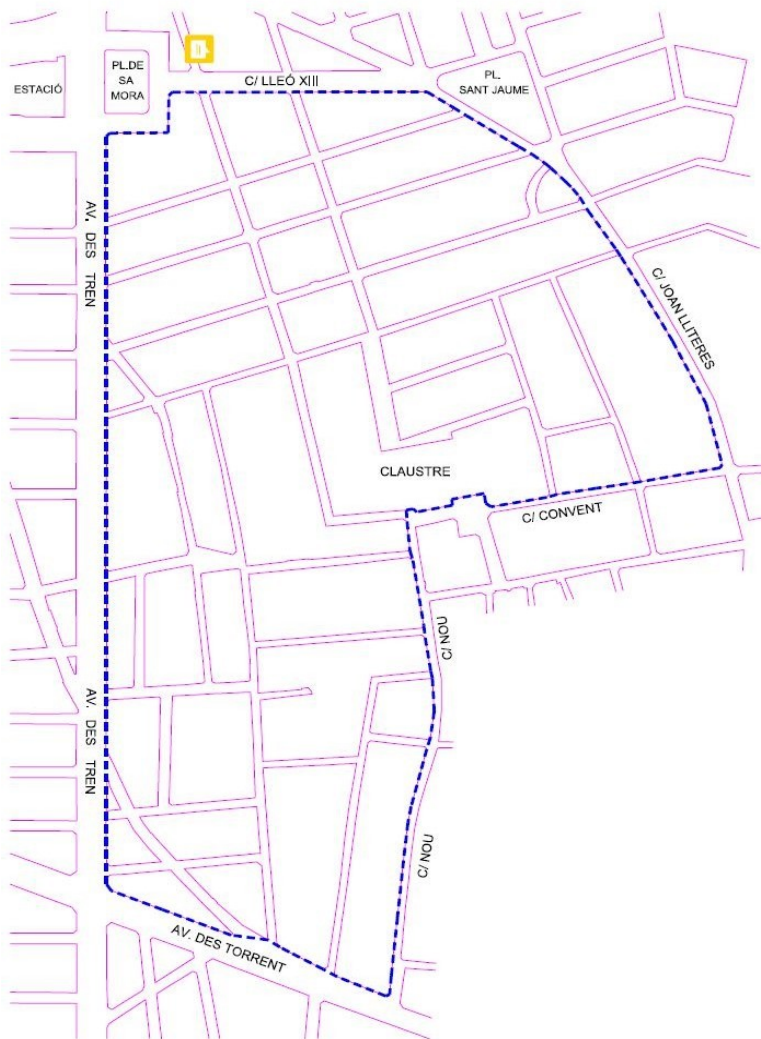 C/ LLEÓ XIII
PL.DE
SA
MORA
ESTACIÓ
PL.
SANT JAUME
AV. DES TREN
C/ JOAN LLITERES
CLAUSTRE
C/ CONVENT
C/ NOU
AV. DES TREN
C/ NOU
AV. DES TORRENT